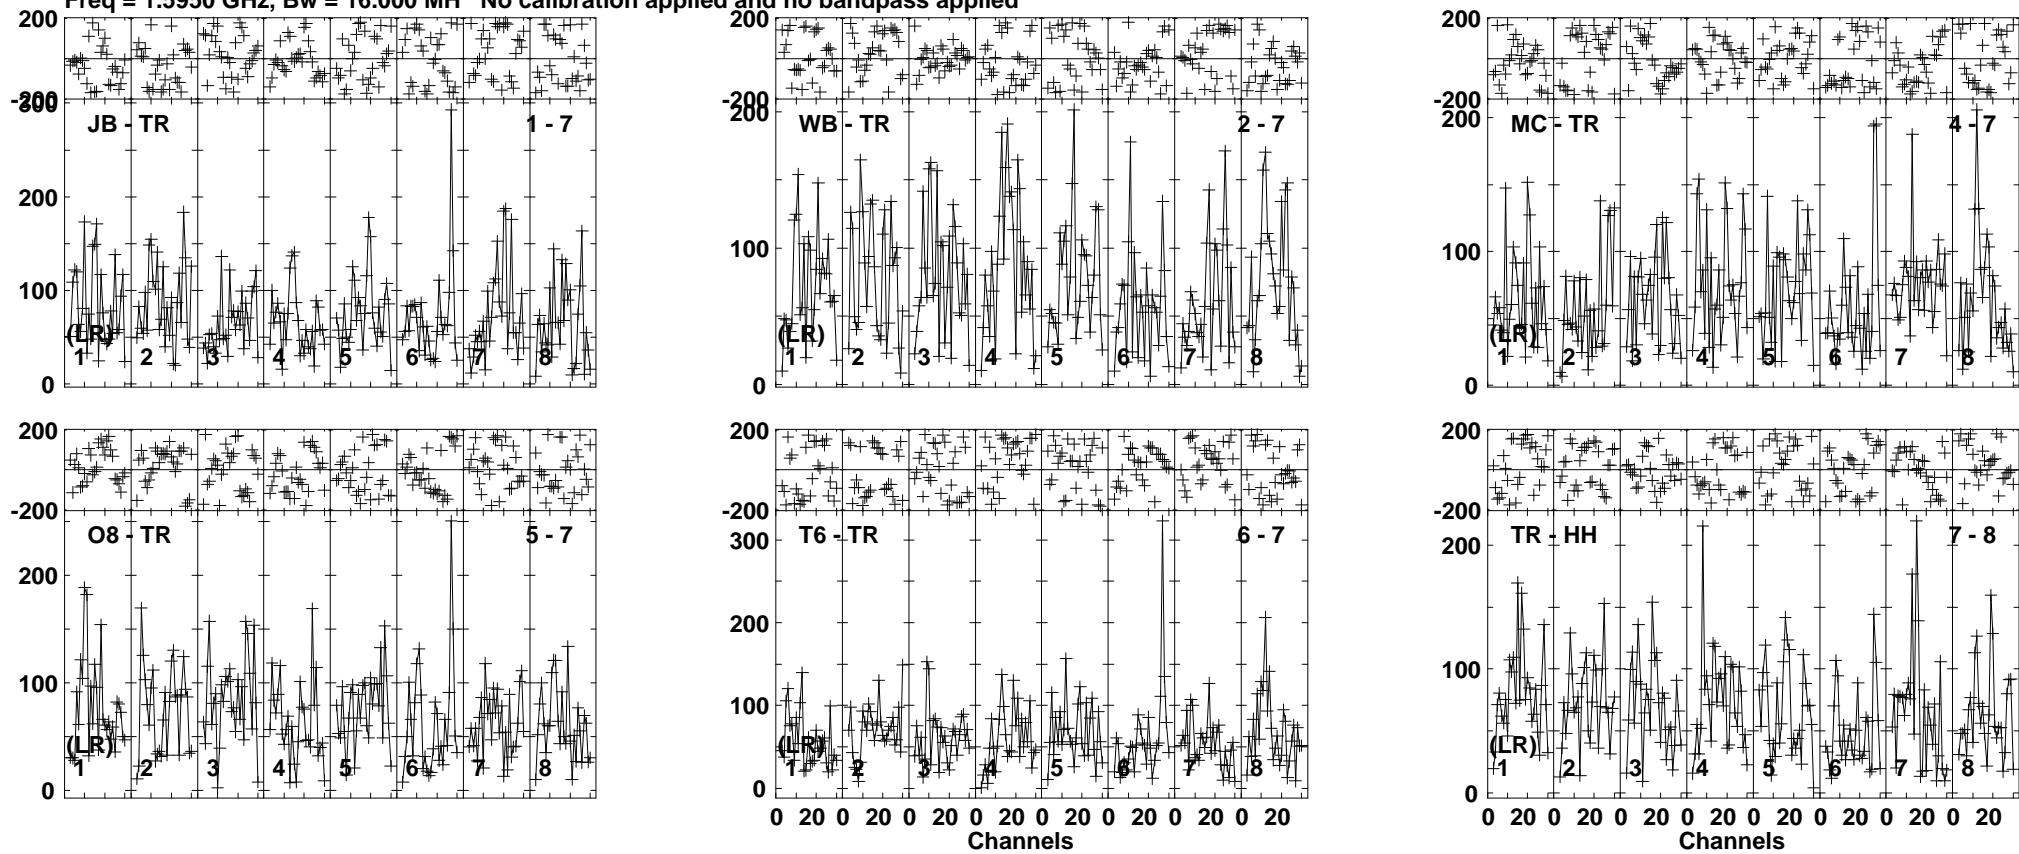 Freq = 1.5950 GHz, Bw = 16.000 MH No calibration applied and no bandpass applied
200
-200
300
200
100
0
JB - TR
1 - 7
(LR)
1 2 3 4 5 6 7 8
200
-200
200
100
0
WB - TR
2 - 7
(LR)
1 2 3 4 5 6 7 8
200
-200
200
100
0
MC - TR
4 - 7
(LR)
1 2 3 4 5 6 7 8
200
-200
200
100
0
O8 - TR
5 - 7
(LR)
1 2 3 4 5 6 7 8
200
-200
300
200
100
0
T6 - TR
6 - 7
(LR)
1 2 3 4 5 6 7 8
0 20 0 20 0 20 0 20 0 20 0 20 0 20 0 20
Channels
200
-200
200
100
0
TR - HH
7 - 8
(LR)
1 2 3 4 5 6 7 8
0 20 0 20 0 20 0 20 0 20 0 20 0 20 0 20
Channels